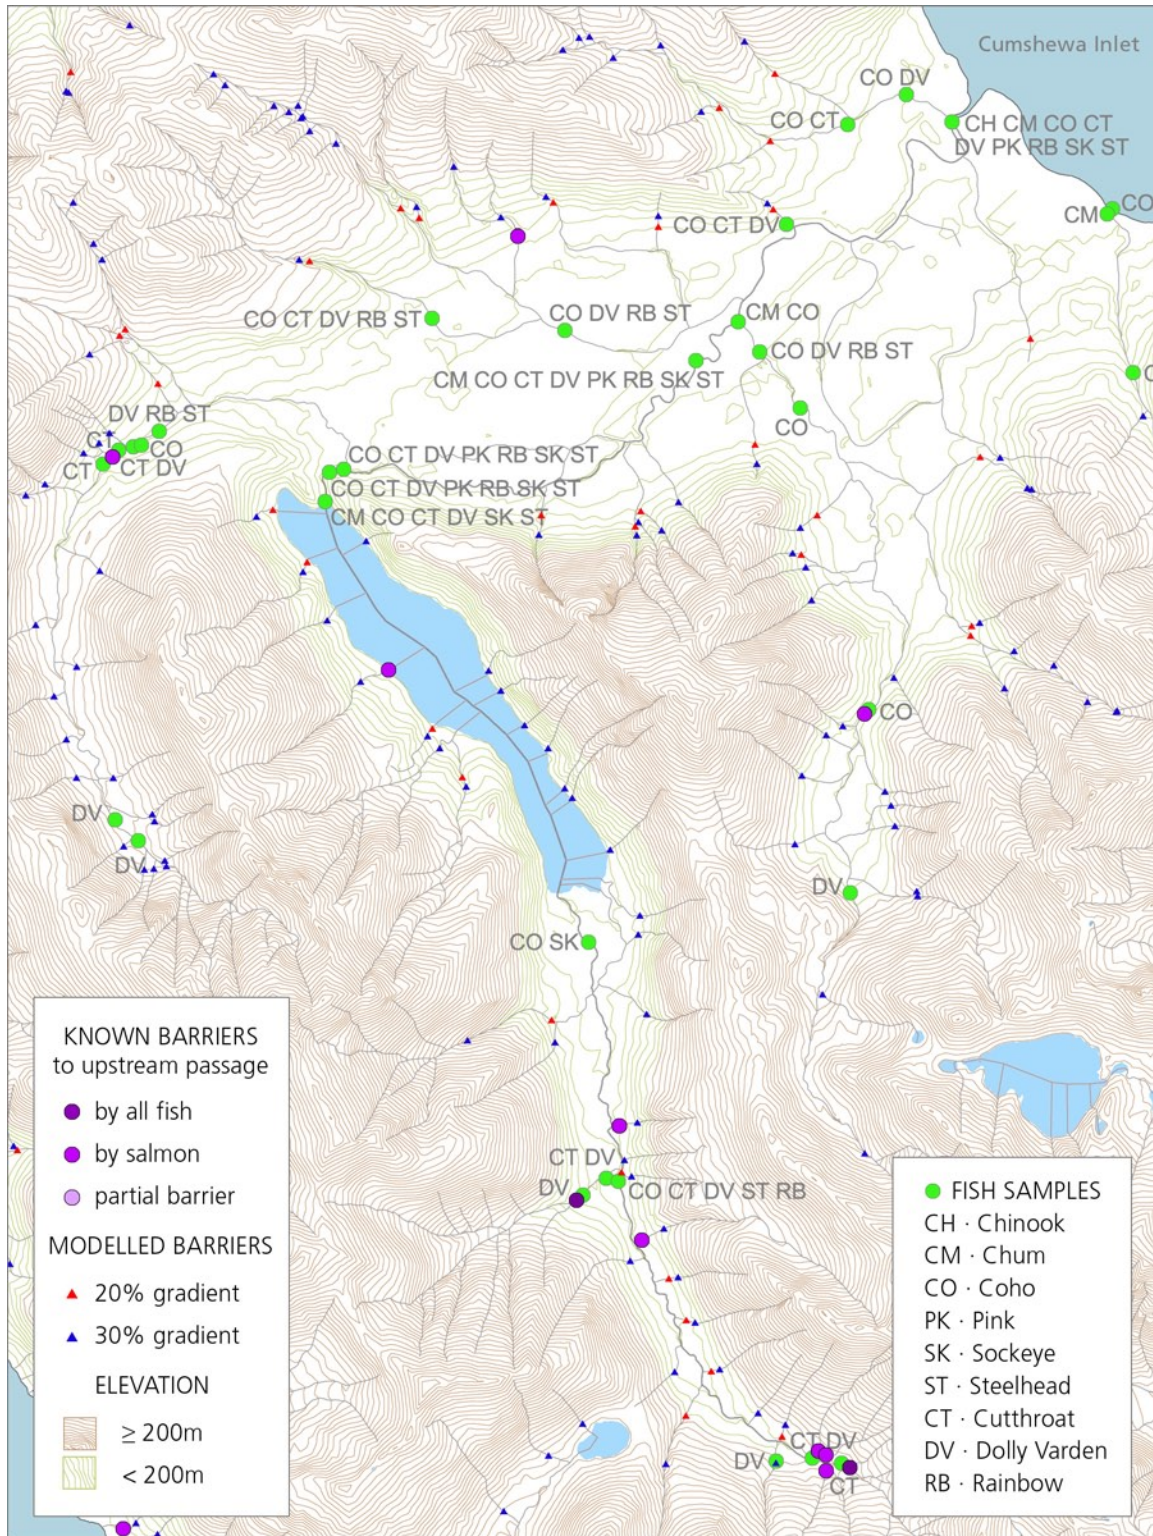 Cumshewa Inlet
CO DV
CO CT
CH CM CO CT
DV PK RB SK ST
CO
CM
CO CT DV
CO CT DV RB ST
CO DV RB ST
CM CO
CO DV RB ST
CM CO CT DV PK RB SK ST
CO
DV RB ST
CT
CO
CT
CT DV
CO CT DV PK RB SK ST
CO CT DV PK RB SK ST
CM CO CT DV SK ST
CO
DV
DV
DV
CO SK
CT DV
DV
CO CT DV ST RB
CT DV
DV
CT
KNOWN BARRIERS
to upstream passage
by all fish
by salmon
partial barrier
MODELLED BARRIERS
20% gradient
30% gradient
ELEVATION
≥ 200m
< 200m
FISH SAMPLES
CH · Chinook
CM · Chum
CO · Coho
PK · Pink
SK · Sockeye
ST · Steelhead
CT · Cutthroat
DV · Dolly Varden
RB · Rainbow